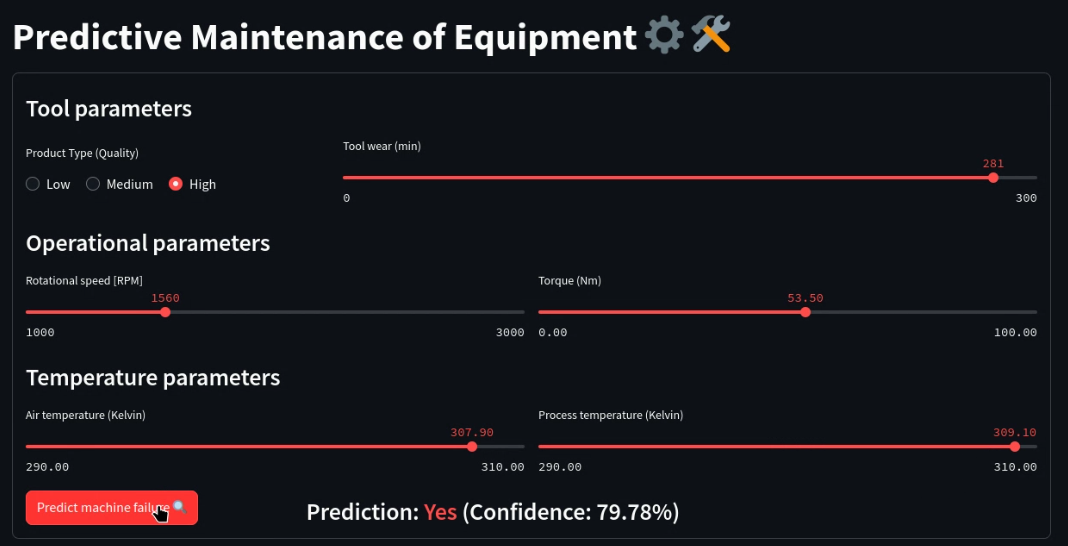 Predictive Maintenance of Equipment ⚙️🛠️
Tool parameters
Product Type (Quality)
Low Medium High
Tool wear (min)
281
0 300
Operational parameters
Rotational speed [RPM]
1560
1000 3000
Torque (Nm)
53.50
0.00 100.00
Temperature parameters
Air temperature (Kelvin)
307.90
290.00 310.00
Process temperature (Kelvin)
309.10
290.00 310.00
Predict machine failure 🔍
Prediction: Yes (Confidence: 79.78%)